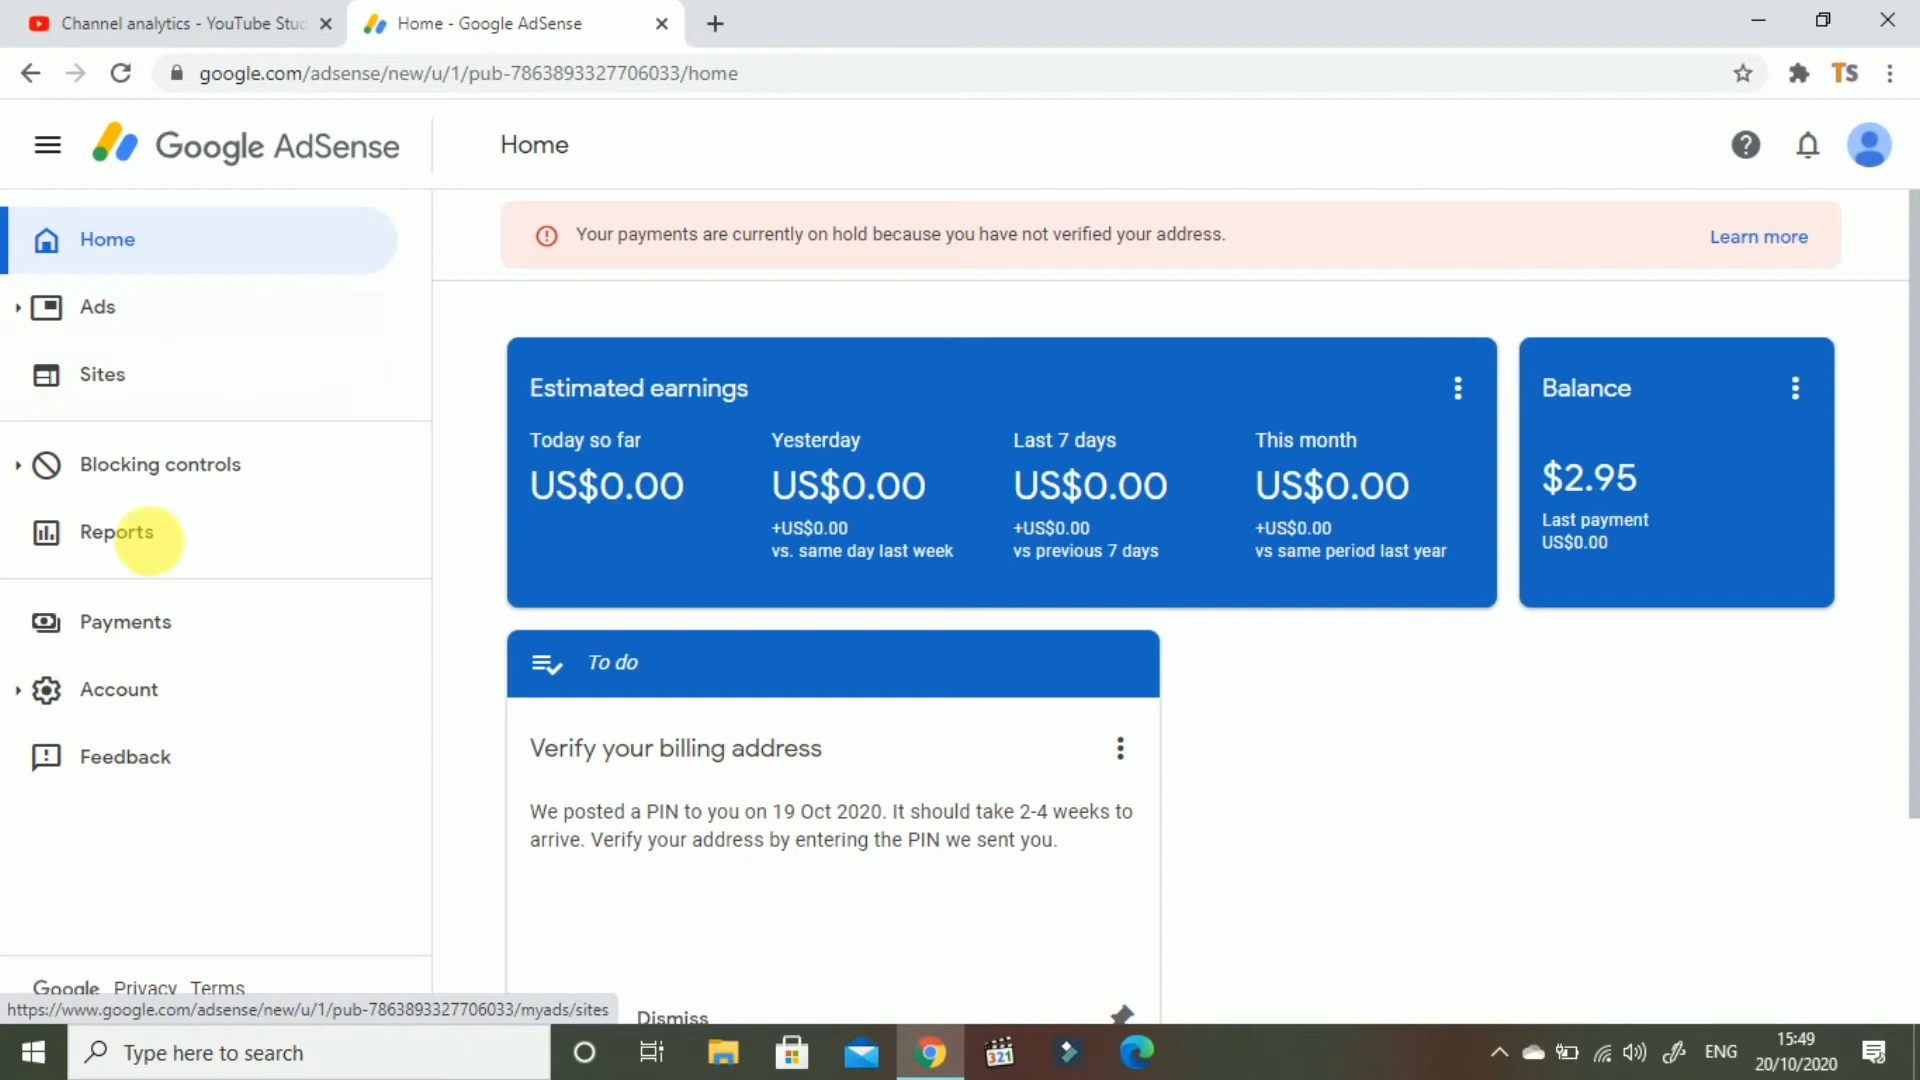 Channel analytics - YouTube Stu
Home - Google AdSense
google.com/adsense/new/u/1/pub-7863893327706033/home
TS
Google AdSense
Home
Home
Ads
Sites
Blocking controls
Reports
Payments
Account
Feedback
Google Privacy Terms
https://www.google.com/adsense/new/u/1/pub-7863893327706033/myads/sites
Your payments are currently on hold because you have not verified your address.
Learn more
Estimated earnings
Today so far
US$0.00
Yesterday
US$0.00
+US$0.00
vs. same day last week
Last 7 days
US$0.00
+US$0.00
vs previous 7 days
This month
US$0.00
+US$0.00
vs same period last year
Balance
$2.95
Last payment
US$0.00
To do
Verify your billing address
We posted a PIN to you on 19 Oct 2020. It should take 2-4 weeks to
arrive. Verify your address by entering the PIN we sent you.
Dismiss
Type here to search
321
ENG
15:49
20/10/2020